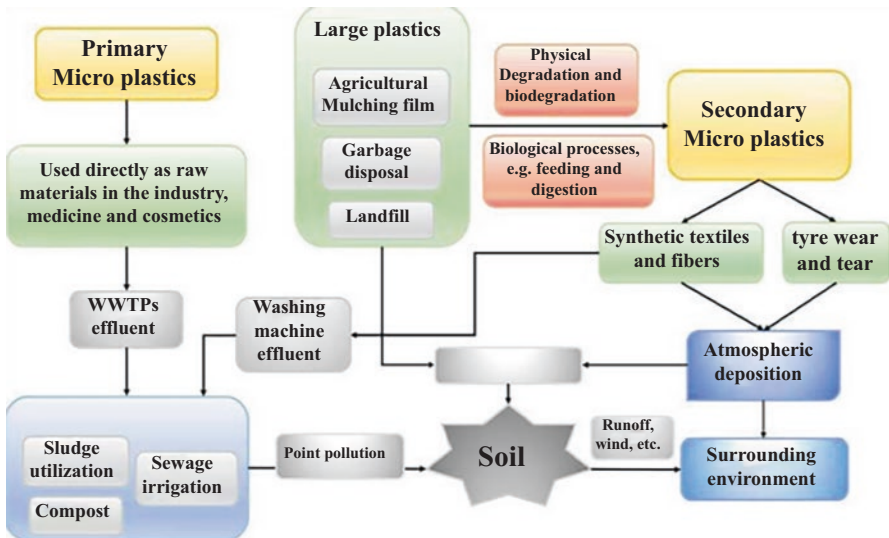 Primary
Micro plastics
Used directly as raw
materials in the industry,
medicine and cosmetics
WWTPs
effluent
Large plastics
Agricultural
Mulching film
Garbage
disposal
Landfill
Physical
Degradation and
biodegradation
Biological processes,
e.g. feeding and
digestion
Secondary
Micro plastics
Synthetic textiles
and fibers
tyre wear
and tear
Washing
machine
effluent
Atmospheric
deposition
Sludge
utilization
Sewage
irrigation
Compost
Point pollution
Soil
Runoff,
wind, etc.
Surrounding
environment